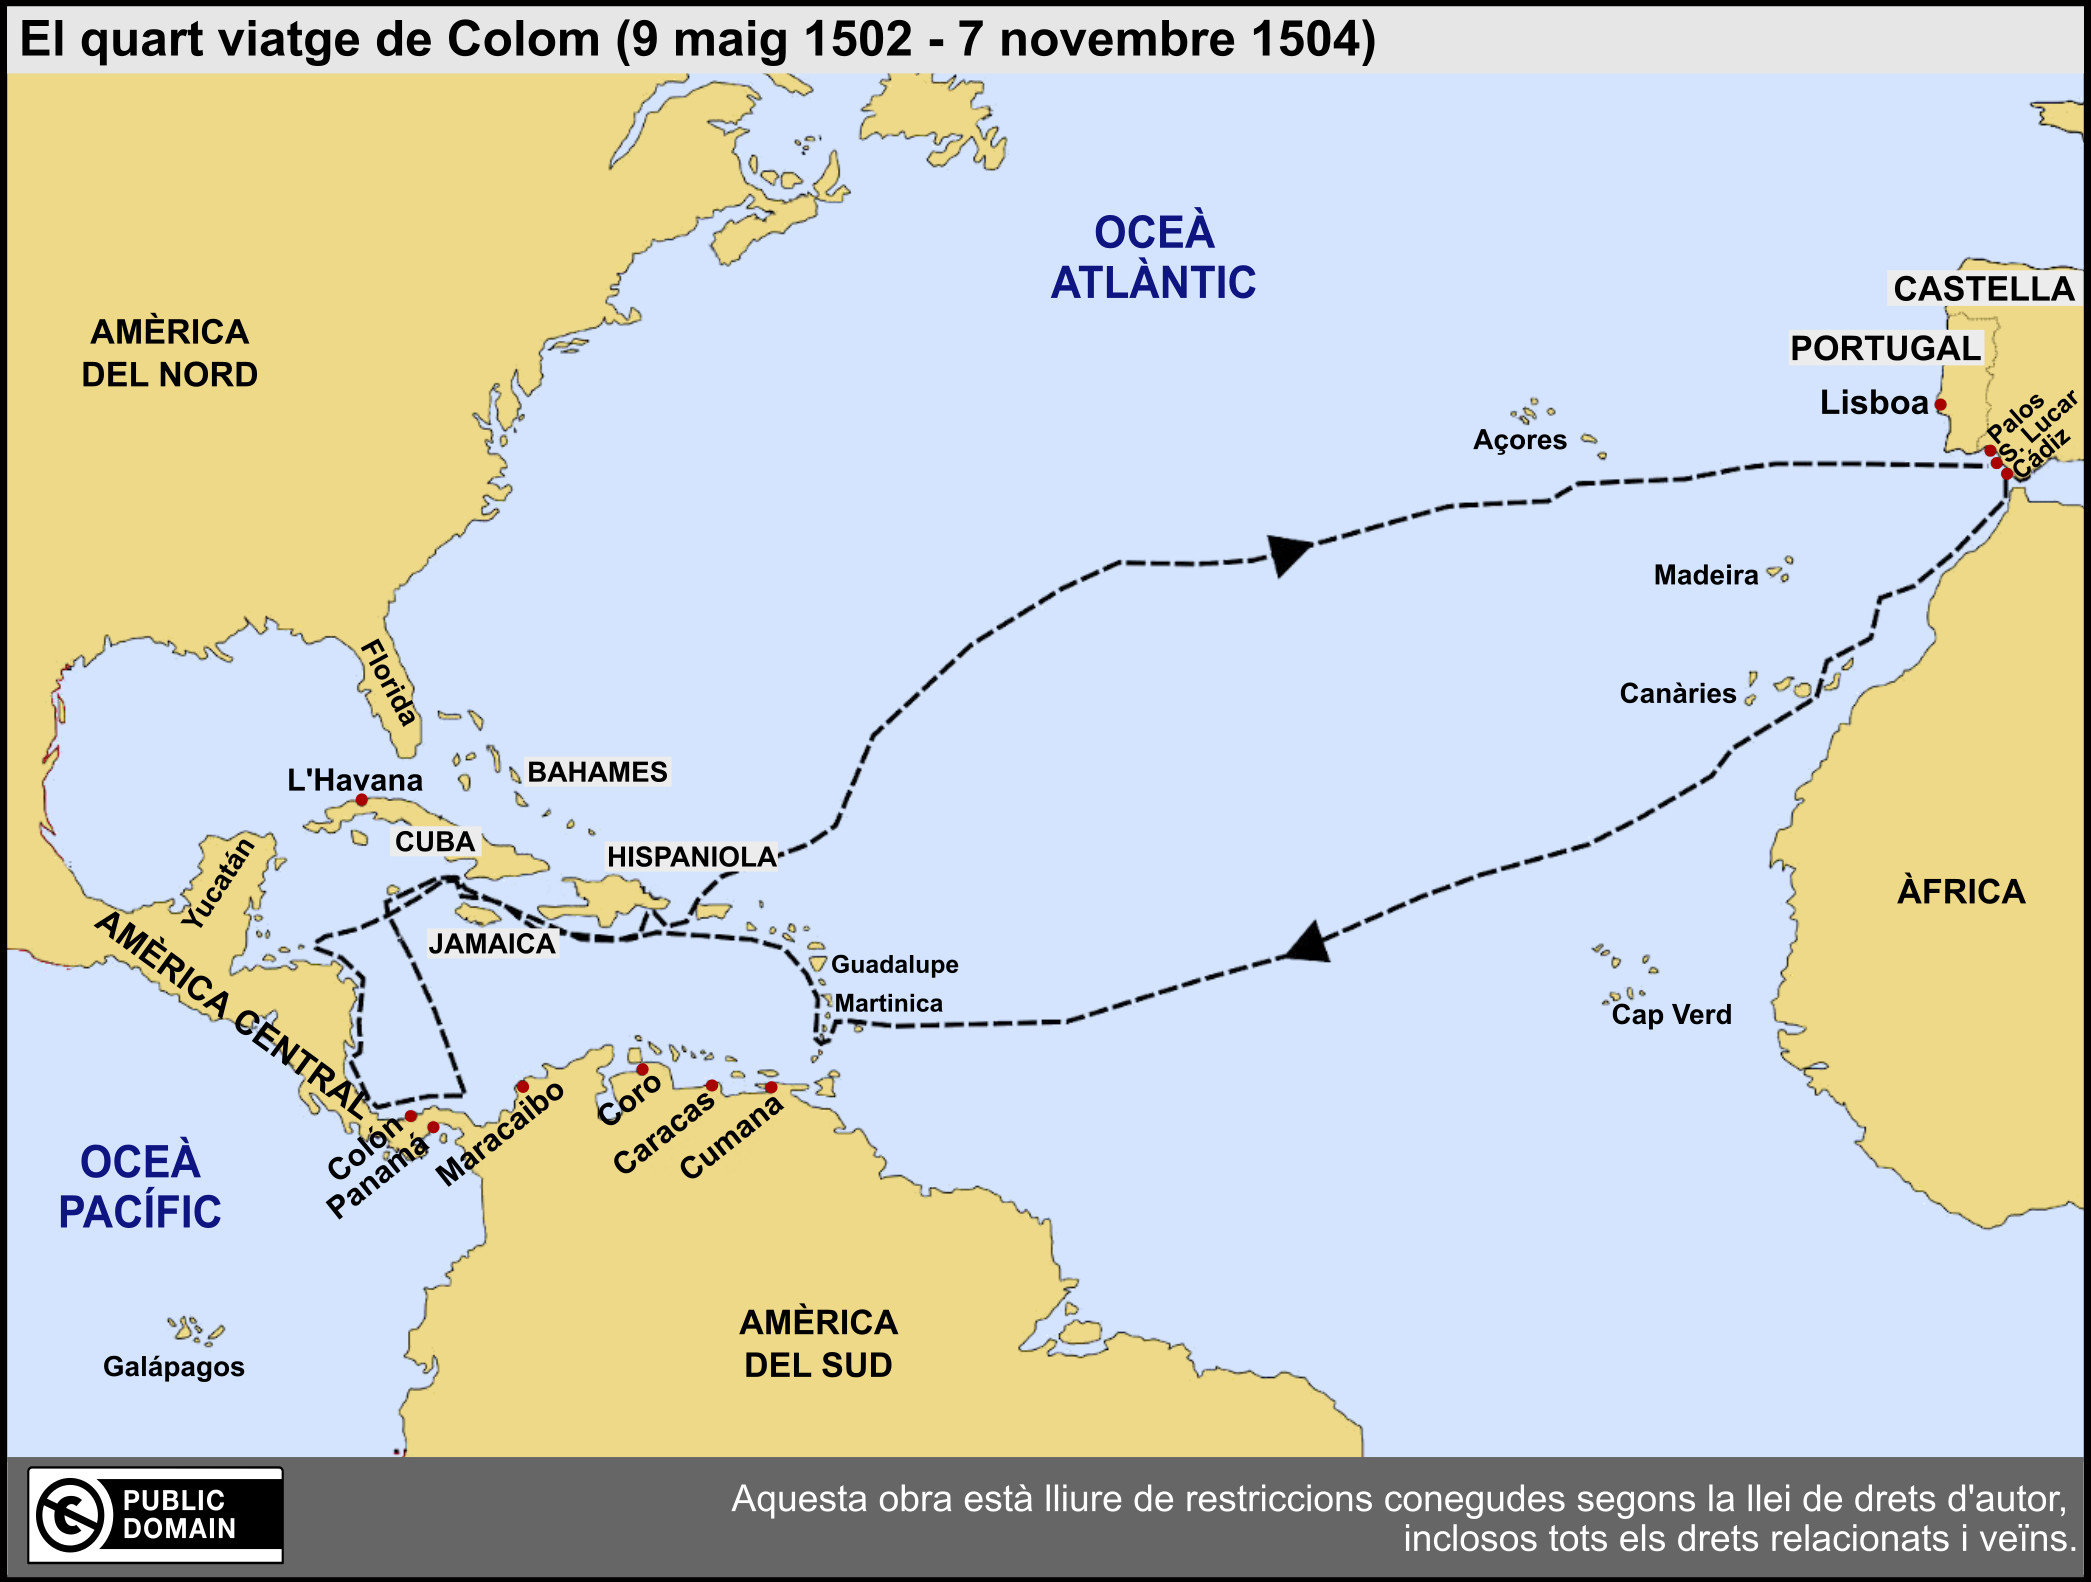 El quart viatge de Colom (9 maig 1502 - 7 novembre 1504)
OCEÀ
ATLÀNTIC
CASTELLA
AMÈRICA
DEL NORD
PORTUGAL
Lisboa
Palos
S. Lucar
Cádiz
Açores
Madeira
Florida
Canàries
BAHAMES
L'Havana
CUBA
HISPANIOLA
Yucatán
ÀFRICA
JAMAICA
AMÈRICA CENTRAL
Guadalupe
Martinica
Cap Verd
Colón
Panamá
Maracaibo
Coro
Caracas
Cumana
OCEÀ
PACÍFIC
AMÈRICA
DEL SUD
Galápagos
PUBLIC
DOMAIN
Aquesta obra està lliure de restriccions conegudes segons la llei de drets d'autor,
inclosos tots els drets relacionats i veïns.